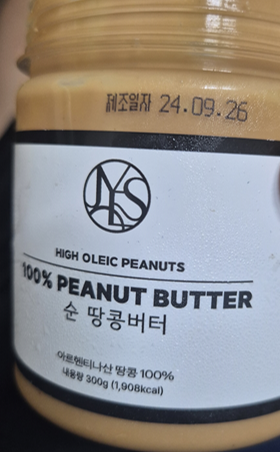 제조일자 24.09.26
JYS
HIGH OLEIC PEANUTS
100% PEANUT BUTTER
순 땅콩버터
아르헨티나산 땅콩 100%
내용량 300g (1,908kcal)